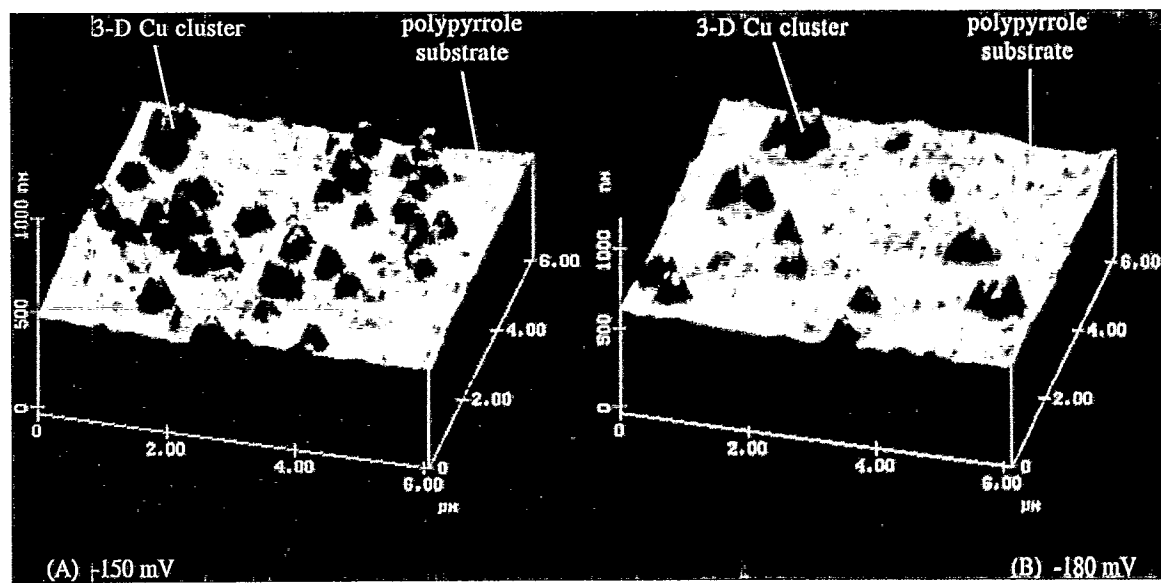 3-D Cu cluster
polypyrrole
substrate
1000 nm
500
0
0
2.00
4.00
6.00
μm
0
2.00
4.00
6.00
(A) -150 mV
3-D Cu cluster
polypyrrole
substrate
nm
1000
500
0
0
2.00
4.00
6.00
μm
0
2.00
4.00
6.00
(B) -180 mV